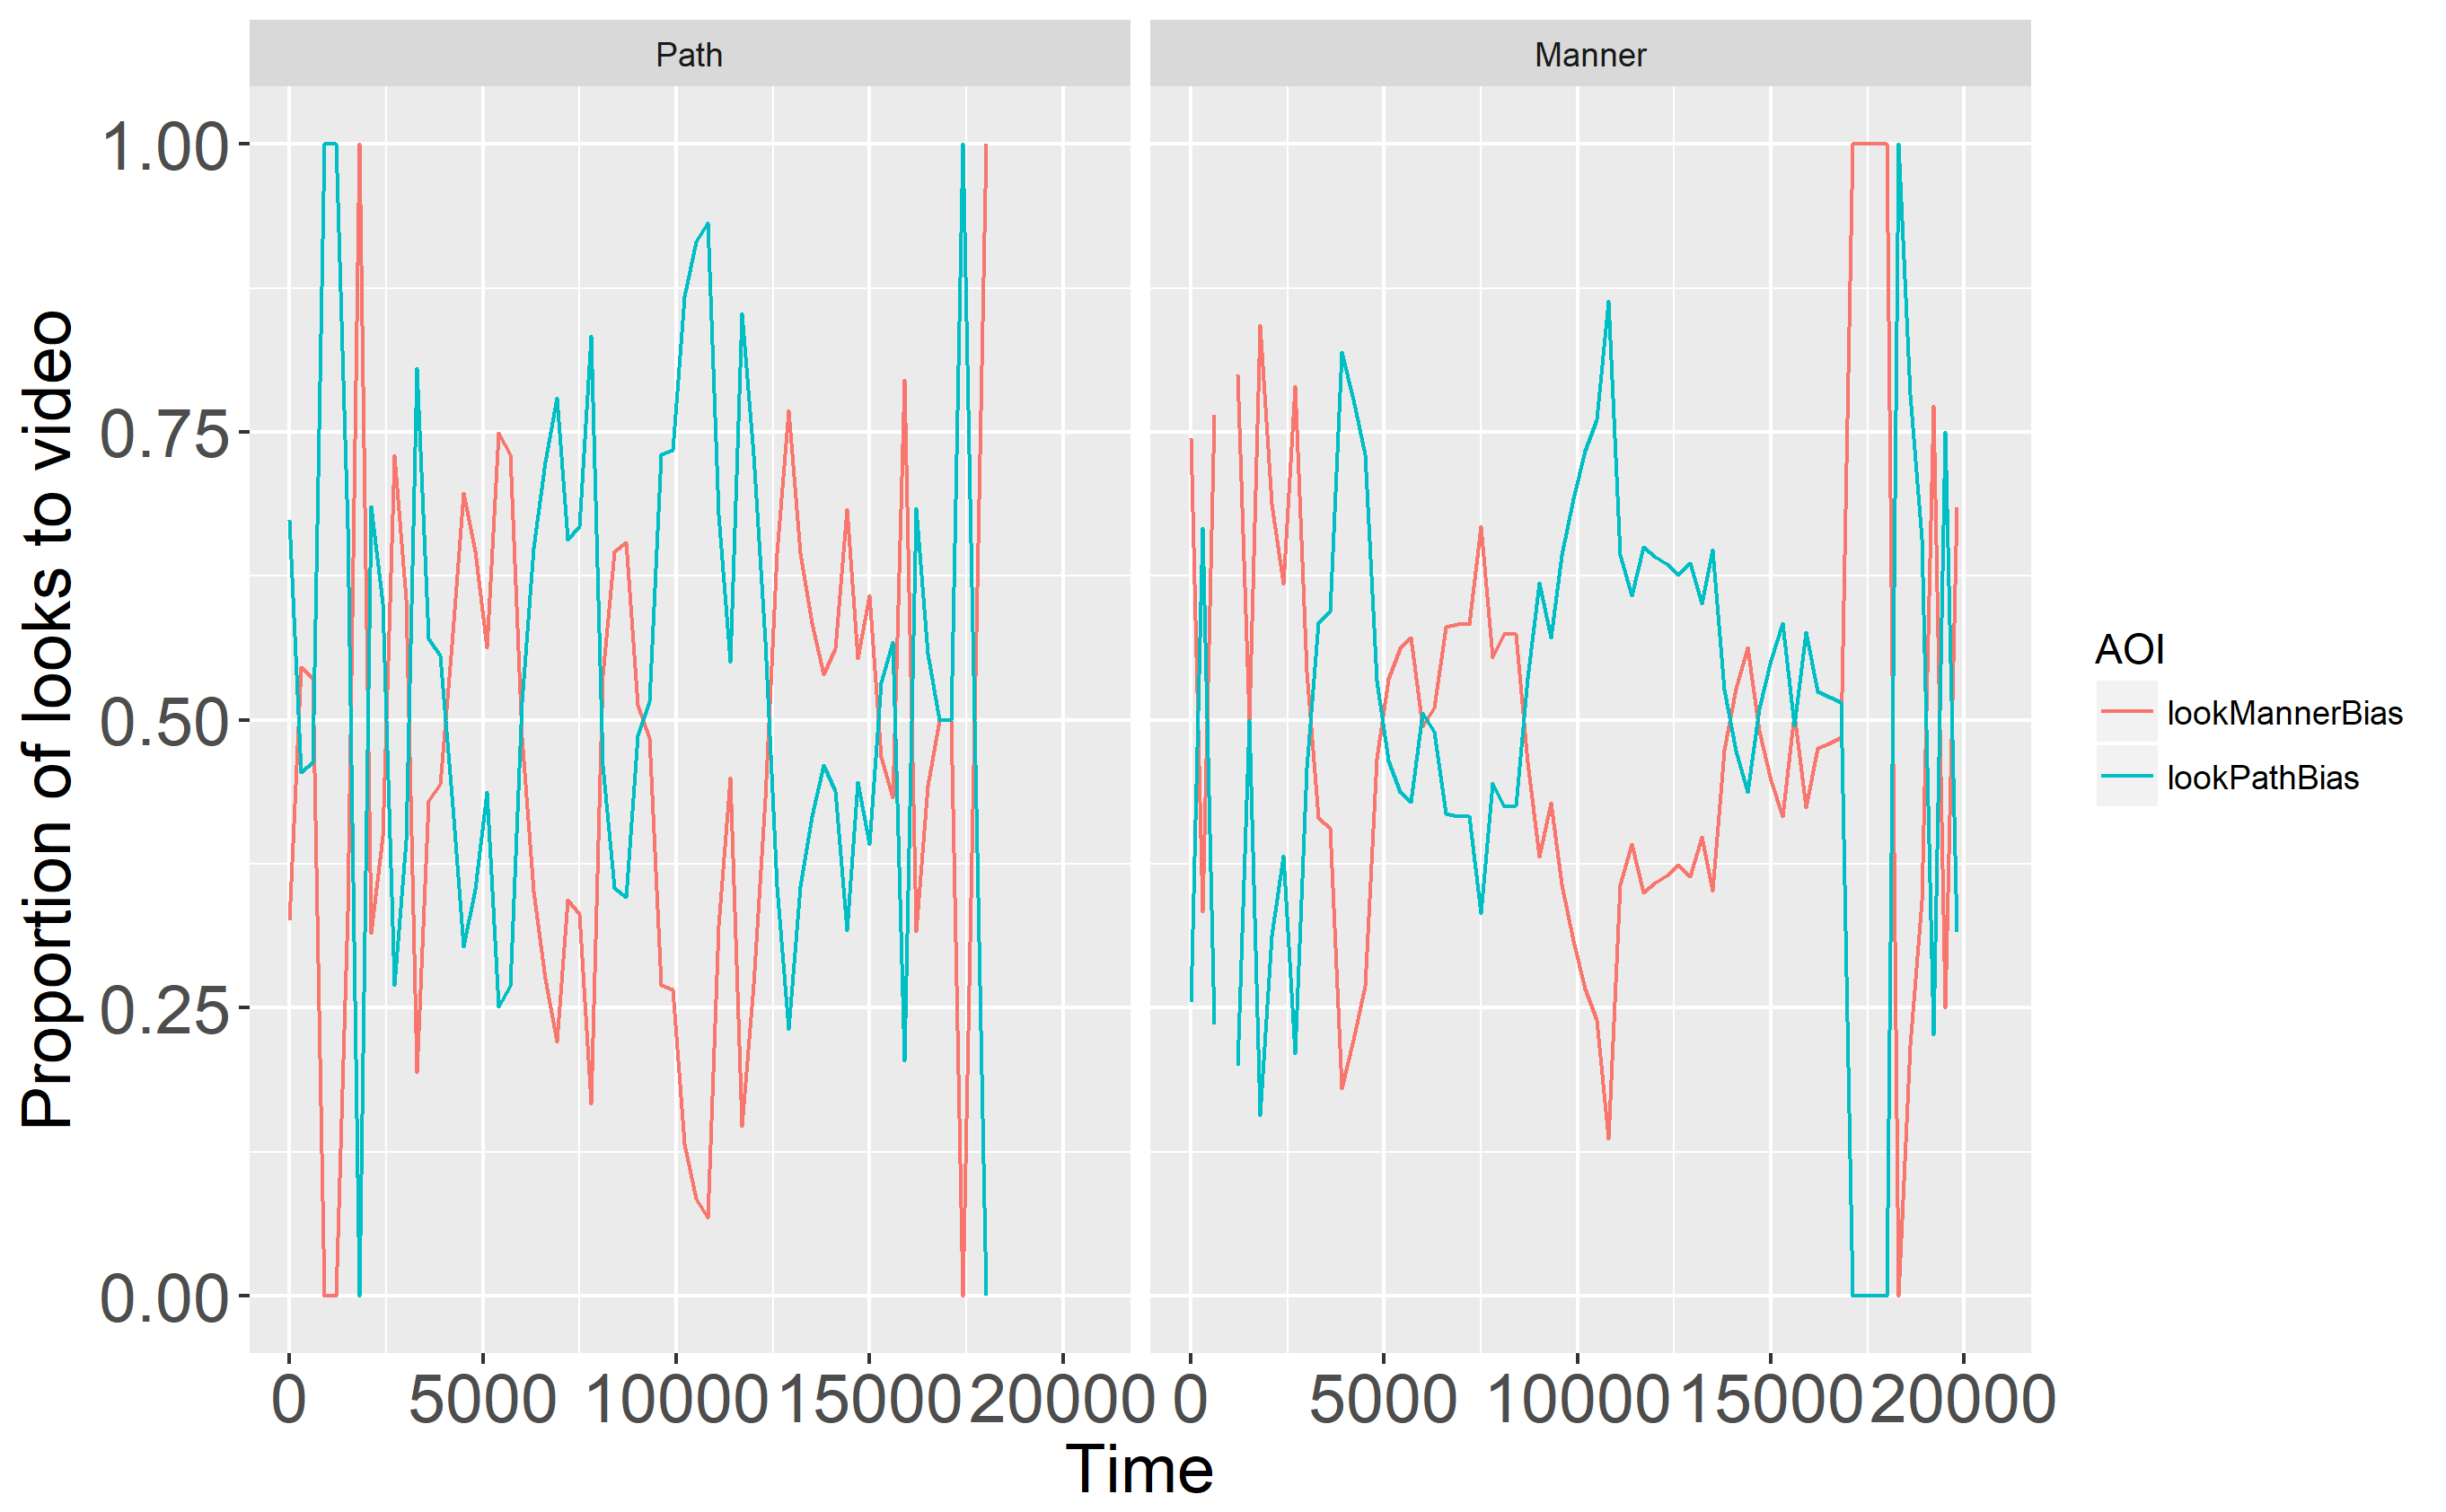 Path
Manner
1.00
0.75
0.50
0.25
0.00
Proportion of looks to video
0 5000 10000 15000 20000
0 5000 10000 15000 20000
Time
AOI
lookMannerBias
lookPathBias